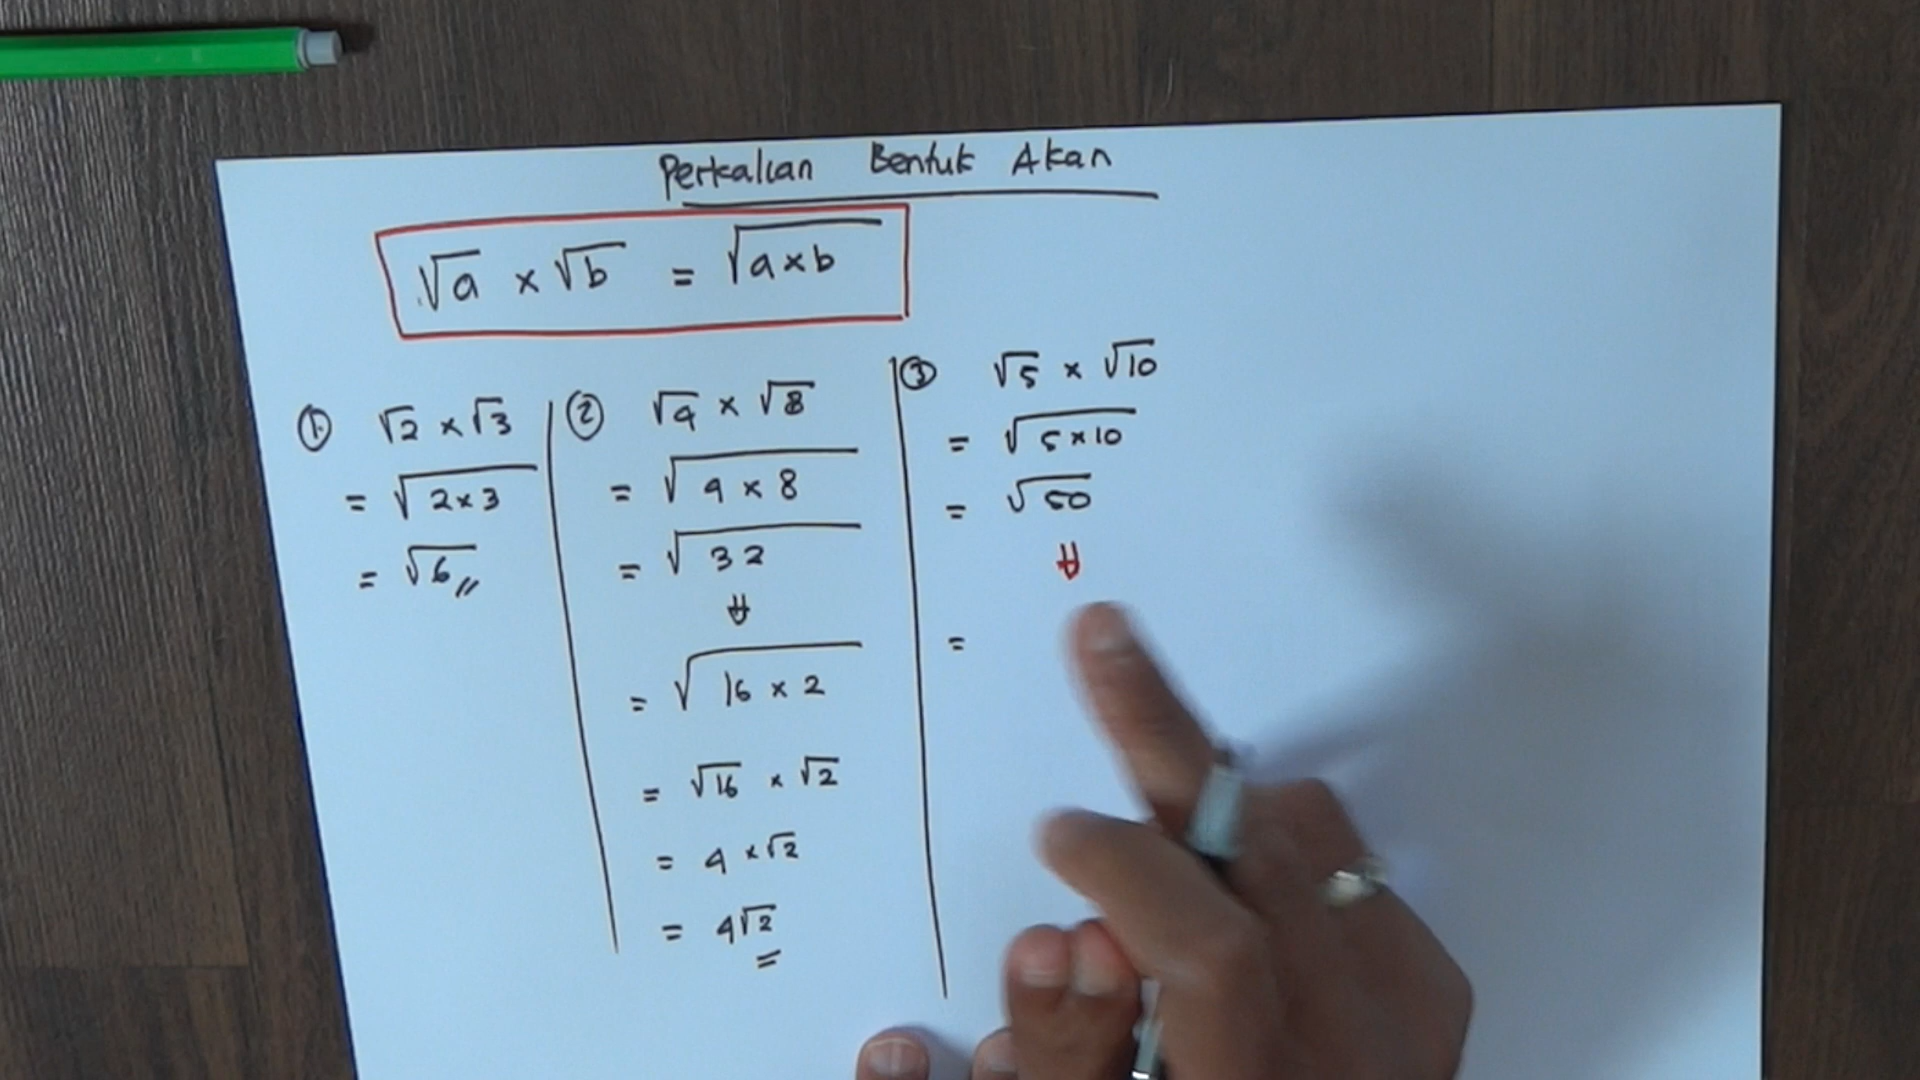 Perkalian Bentuk Akan
√a × √b = √a×b
① √2 × √3
= √2×3
= √6 //
② √4 × √8
= √4 × 8
= √32
⇓
= √16 × 2
= √16 × √2
= 4 × √2
= 4√2
③ √5 × √10
= √5×10
= √50
⇓
=